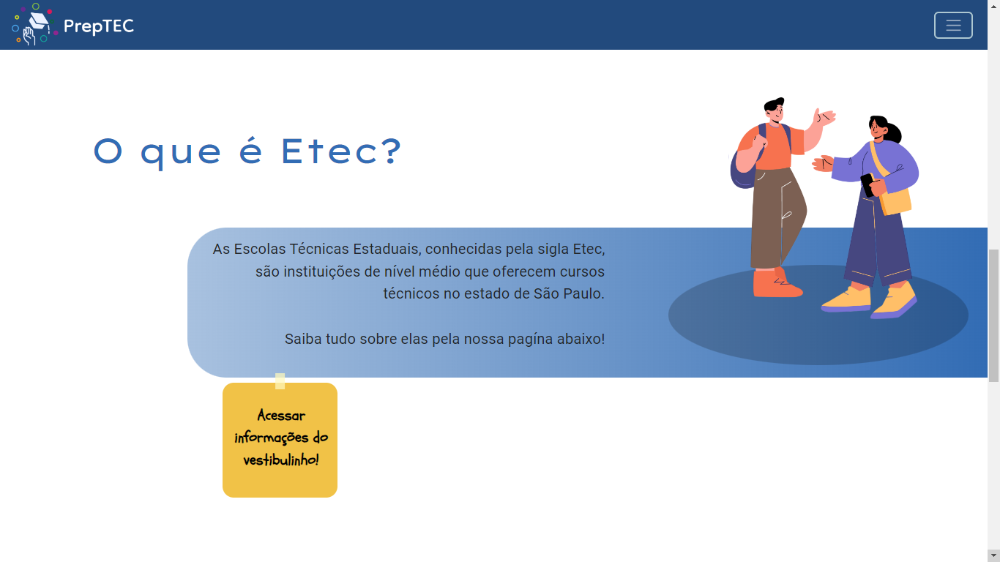 PrepTEC
O que é Etec?
As Escolas Técnicas Estaduais, conhecidas pela sigla Etec,
são instituições de nível médio que oferecem cursos
técnicos no estado de São Paulo.
Saiba tudo sobre elas pela nossa pagína abaixo!
Acessar
informações do
vestibulinho!